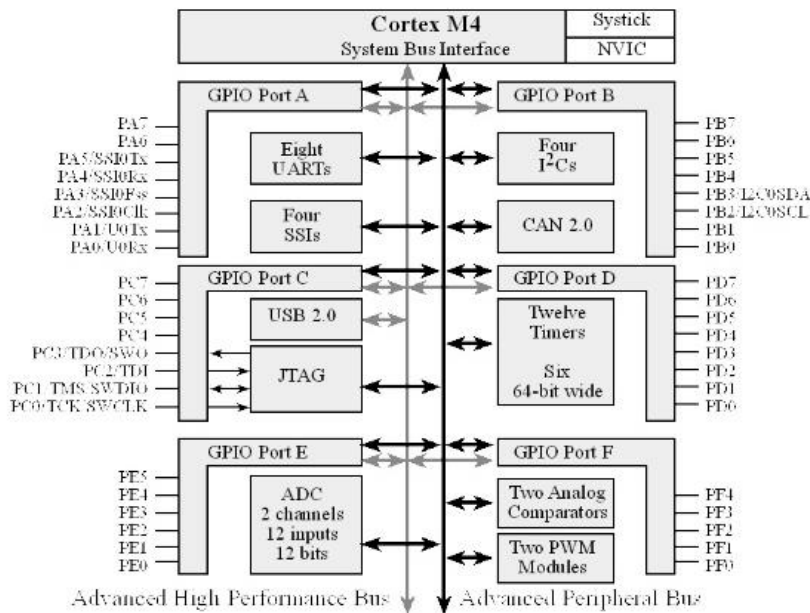 Cortex M4
System Bus Interface
Systick
NVIC
GPIO Port A
GPIO Port B
PA7
PA6
PA5/SSI0Tx
PA4/SSI0Rx
PA3/SSI0Fss
PA2/SSI0Clk
PA1/U0Tx
PA0/U0Rx
Eight
UARTs
Four
SSIs
Four
I²Cs
CAN 2.0
PB7
PB6
PB5
PB4
PB3/I2C0SDA
PB2/I2C0SCL
PB1
PB0
GPIO Port C
GPIO Port D
PC7
PC6
PC5
PC4
PC3/TDO/SWO
PC2/TDI
PC1/TMS/SWDIO
PC0/TCK/SWCLK
USB 2.0
JTAG
Twelve
Timers
Six
64-bit wide
PD7
PD6
PD5
PD4
PD3
PD2
PD1
PD0
GPIO Port E
GPIO Port F
PE5
PE4
PE3
PE2
PE1
PE0
ADC
2 channels
12 inputs
12 bits
Two Analog
Comparators
Two PWM
Modules
PF4
PF3
PF2
PF1
PF0
Advanced High Performance Bus
Advanced Peripheral Bus